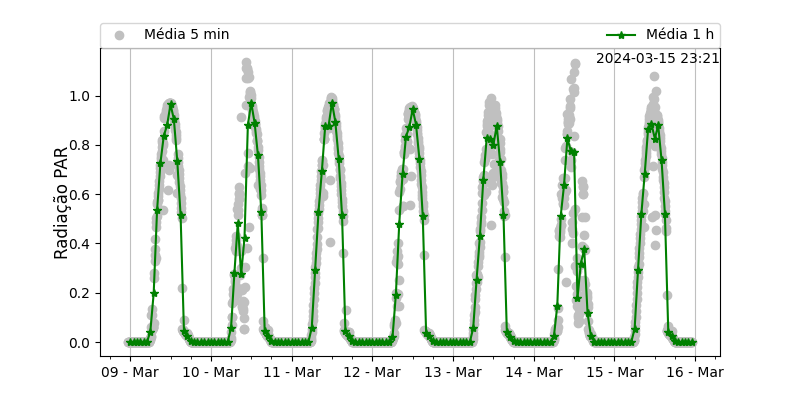 Média 5 min
Média 1 h
2024-03-15 23:21
Radiação PAR
1.0
0.8
0.6
0.4
0.2
0.0
09 - Mar 10 - Mar 11 - Mar 12 - Mar 13 - Mar 14 - Mar 15 - Mar 16 - Mar